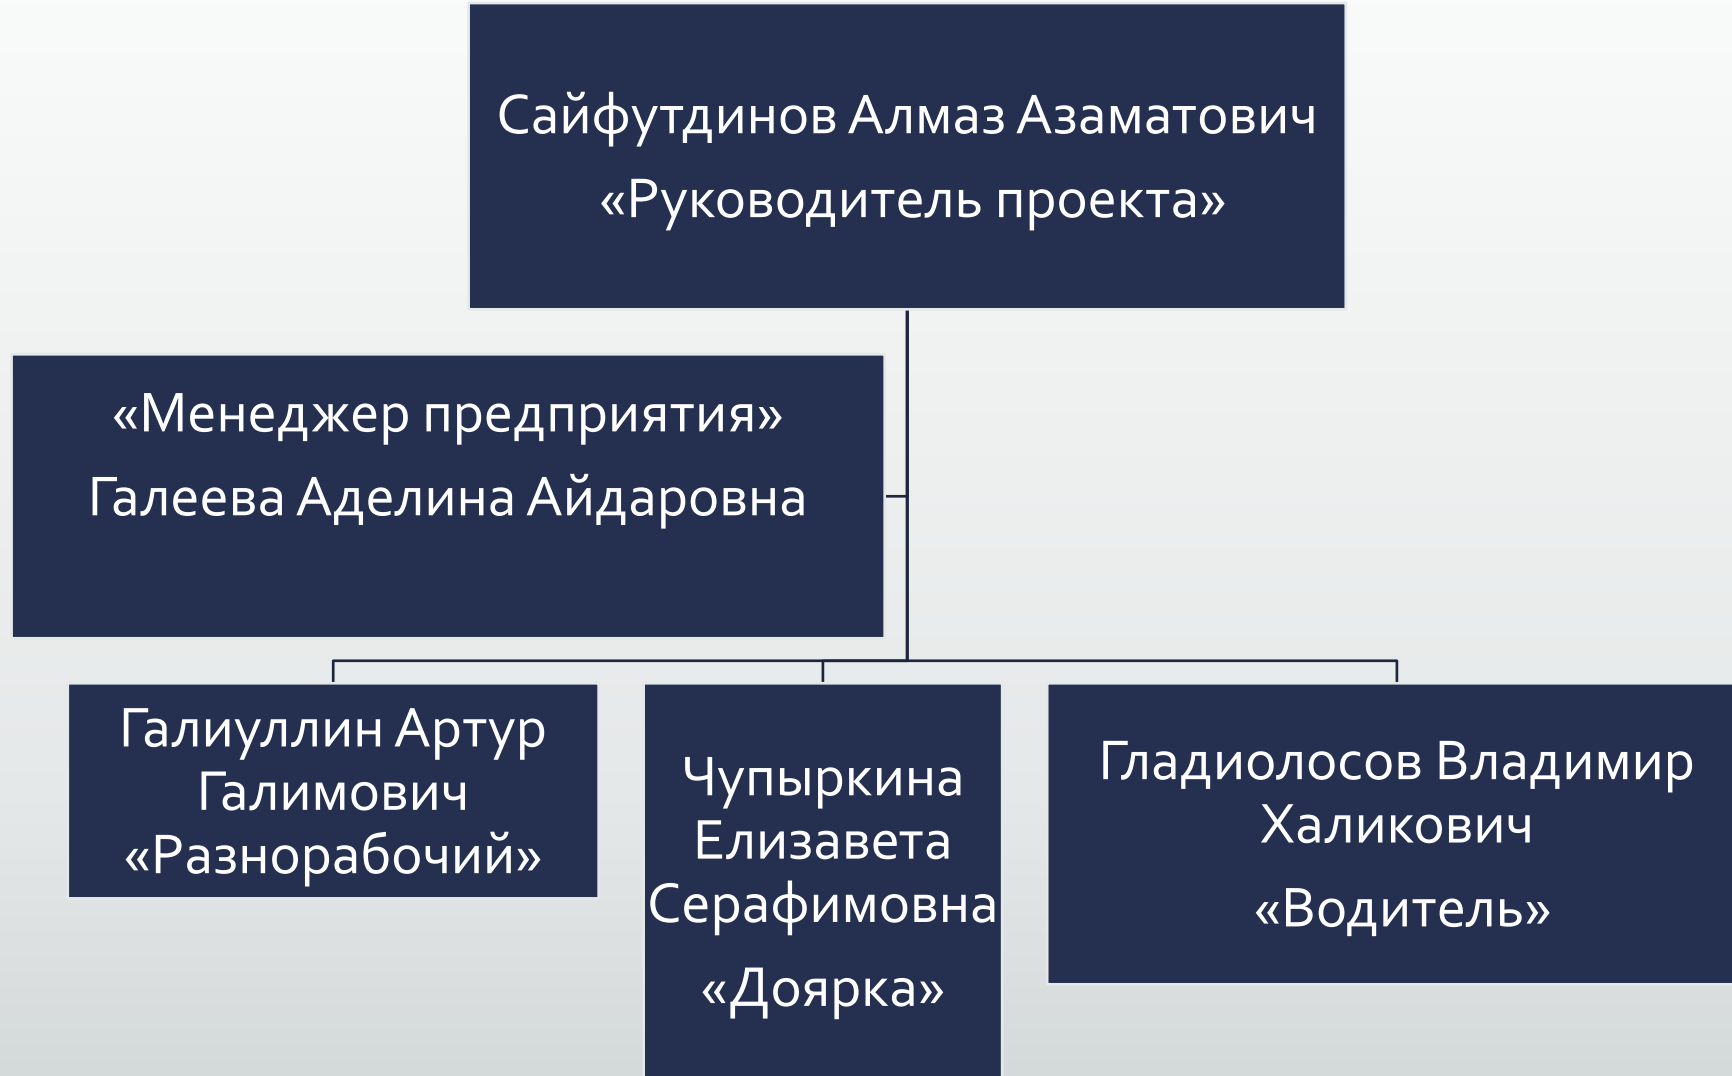 Сайфутдинов Алмаз Азаматович
«Руководитель проекта»
«Менеджер предприятия»
Галеева Аделина Айдаровна
Галиуллин Артур
Галимович
«Разнорабочий»
Чупыркина
Елизавета
Серафимовна
«Доярка»
Гладиолосов Владимир
Халикович
«Водитель»